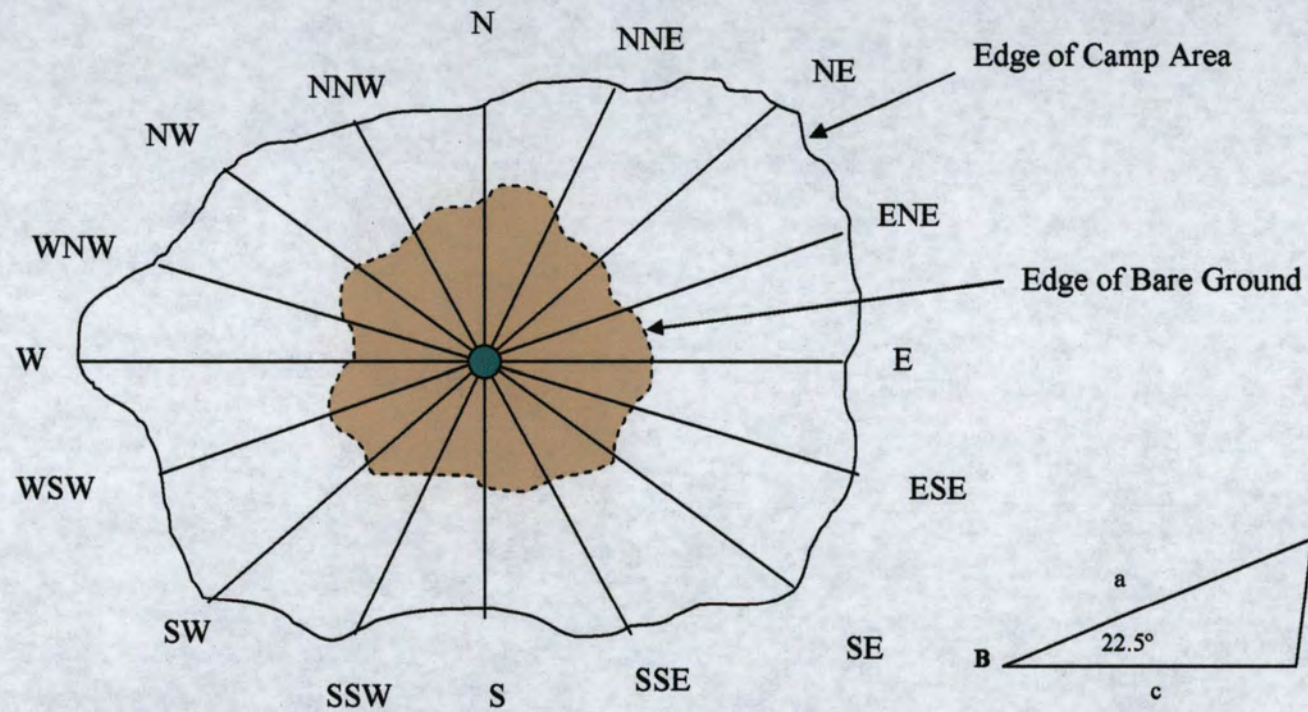 N
NNE
NE
Edge of Camp Area
NNW
NW
ENE
WNW
Edge of Bare Ground
W
E
WSW
ESE
a
SW
SE
B
22.5°
SSE
c
SSW
S